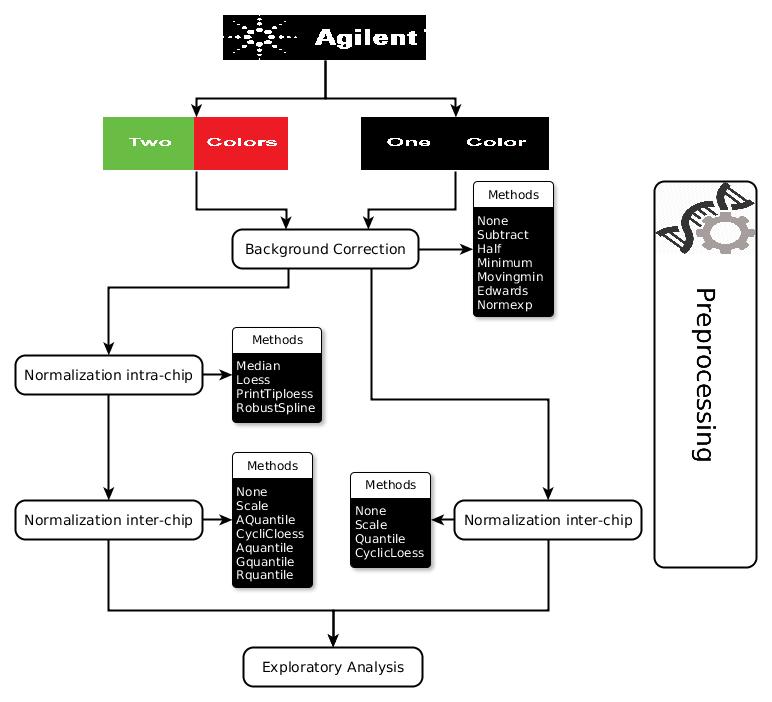 Agilent
Two Colors
One Color
Methods
None
Subtract
Half
Minimum
Movingmin
Edwards
Normexp
Background Correction
Preprocessing
Methods
Median
Loess
PrintTiploess
RobustSpline
Normalization intra-chip
Methods
None
Scale
AQuantile
CycliCloess
Aquantile
Gquantile
Rquantile
Normalization inter-chip
Methods
None
Scale
Quantile
CyclicLoess
Normalization inter-chip
Exploratory Analysis